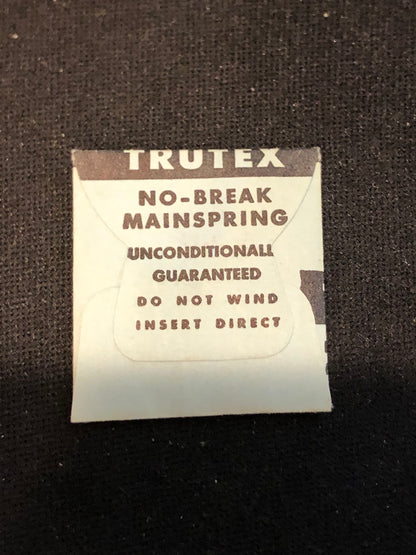 TRUTEX
NO-BREAK
MAINSPRING
UNCONDITIONALL
GUARANTEED
DO NOT WIND
INSERT DIRECT